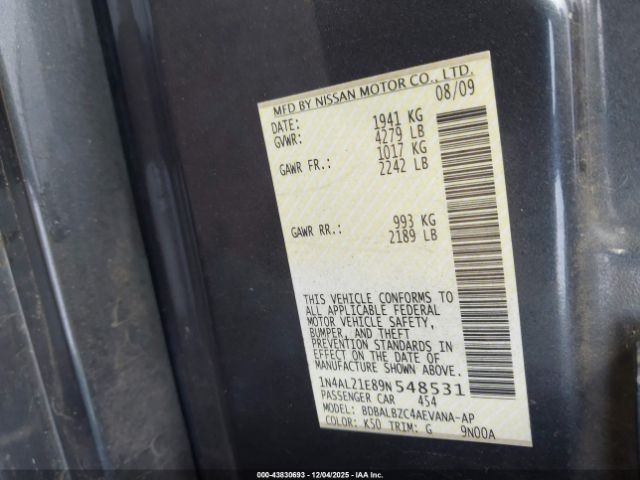 MFD BY NISSAN MOTOR CO., LTD.
DATE: 08/09
GVWR: 1941 KG
4279 LB
GAWR FR.: 1017 KG
2242 LB
GAWR RR.: 993 KG
2189 LB
THIS VEHICLE CONFORMS TO
ALL APPLICABLE FEDERAL
MOTOR VEHICLE SAFETY,
BUMPER, AND THEFT
PREVENTION STANDARDS IN
EFFECT ON THE DATE OF
MANUFACTURE SHOWN ABOVE.
1N4AL21E89N548531
PASSENGER CAR 454
MODEL: BDBALBZC4AEVANA-AP
COLOR: K50 TRIM: G 9N00A
000-43830693 - 12/04/2025 - IAA Branch